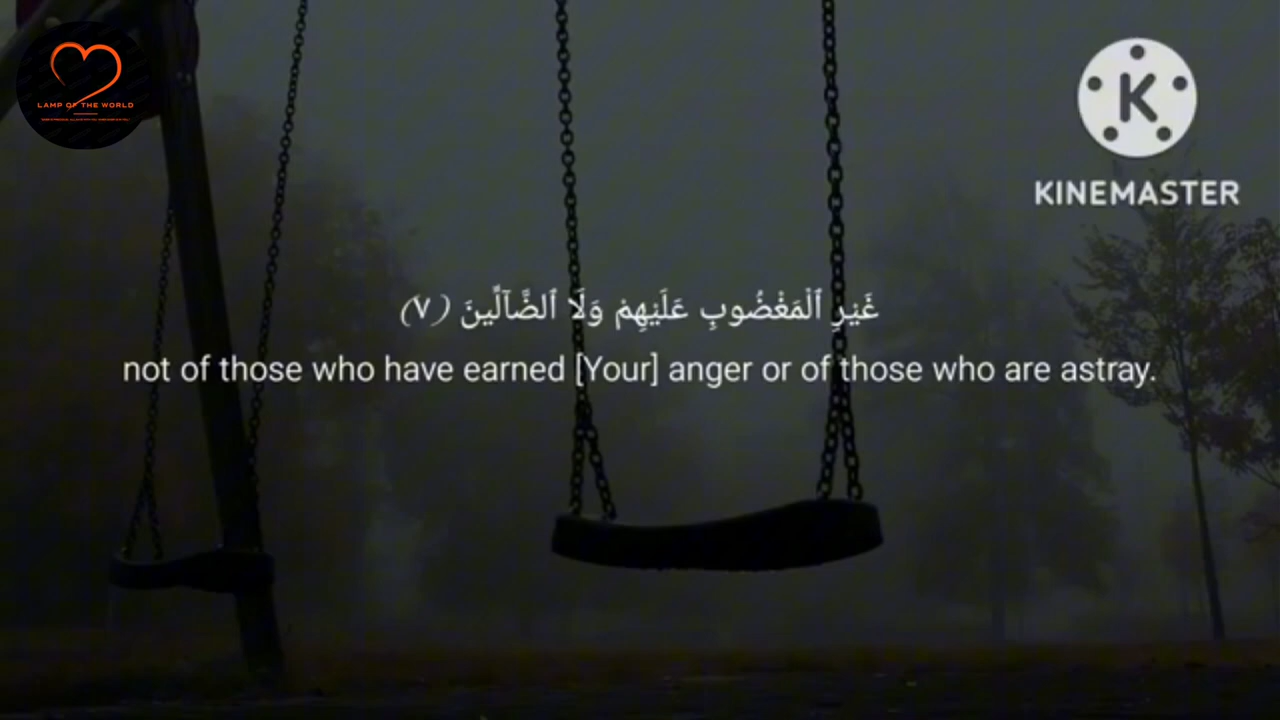 LAMP OF THE WORLD
K
KINEMASTER
غَيْرِ ٱلْمَغْضُوبِ عَلَيْهِمْ وَلَا ٱلضَّآلِّينَ (٧)
not of those who have earned [Your] anger or of those who are astray.